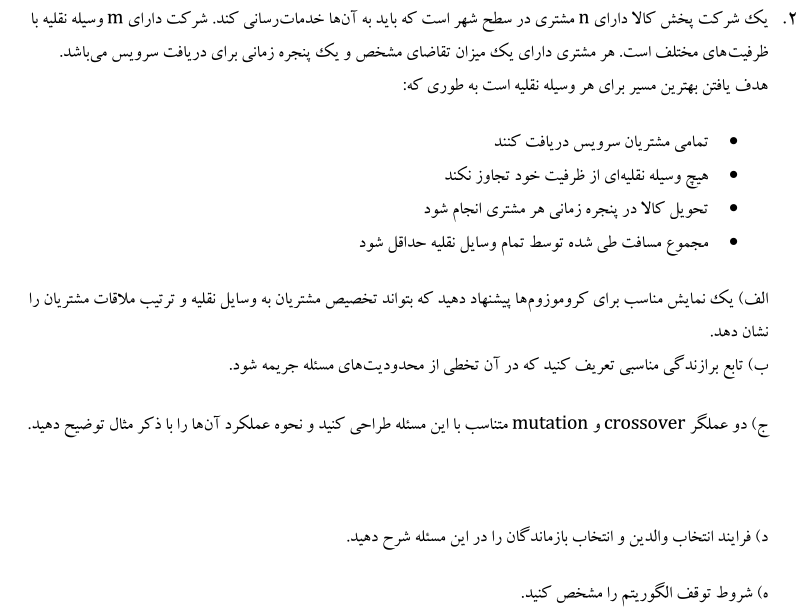 ۲. یک شرکت پخش کالا دارای n مشتری در سطح شهر است که باید به آن‌ها خدمات‌رسانی کند. شرکت دارای m وسیله نقلیه با
ظرفیت‌های مختلف است. هر مشتری دارای یک میزان تقاضای مشخص و یک پنجره زمانی برای دریافت سرویس می‌باشد.
هدف یافتن بهترین مسیر برای هر وسیله نقلیه است به طوری که:
• تمامی مشتریان سرویس دریافت کنند
• هیچ وسیله نقلیه‌ای از ظرفیت خود تجاوز نکند
• تحویل کالا در پنجره زمانی هر مشتری انجام شود
• مجموع مسافت طی شده توسط تمام وسایل نقلیه حداقل شود
الف) یک نمایش مناسب برای کروموزوم‌ها پیشنهاد دهید که بتواند تخصیص مشتریان به وسایل نقلیه و ترتیب ملاقات مشتریان را
نشان دهد.
ب) تابع برازندگی مناسبی تعریف کنید که در آن تخطی از محدودیت‌های مسئله جریمه شود.
ج) دو عملگر crossover و mutation متناسب با این مسئله طراحی کنید و نحوه عملکرد آن‌ها را با ذکر مثال توضیح دهید.
د) فرایند انتخاب والدین و انتخاب بازماندگان را در این مسئله شرح دهید.
ه) شروط توقف الگوریتم را مشخص کنید.